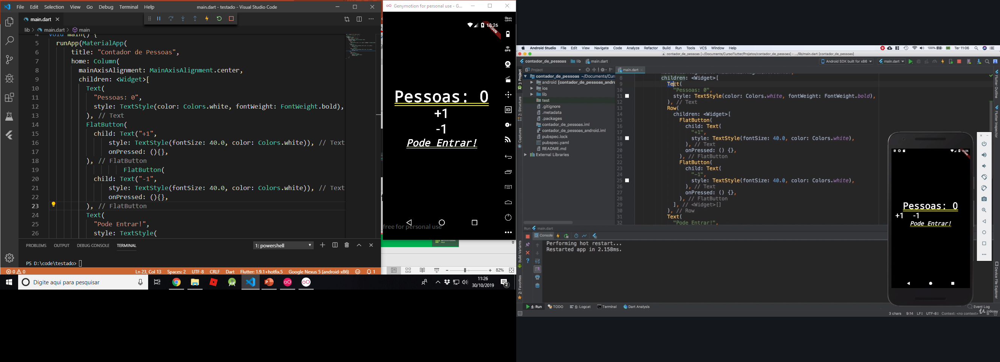 File Edit Selection View Go Debug Terminal Help main.dart - testado - Visual Studio Code
main.dart
lib > main.dart > main
4 void main() {
5 runApp(MaterialApp(
6 title: "Contador de Pessoas",
7 home: Column(
8 mainAxisAlignment: MainAxisAlignment.center,
9 children: <Widget>[
10 Text(
11 "Pessoas: 0",
12 style: TextStyle(color: Colors.white, fontWeight: FontWeight.bold),
13 ), // Text
14 FlatButton(
15 child: Text("+1",
16 style: TextStyle(fontSize: 40.0, color: Colors.white)), // Text
17 onPressed: (){},
18 ), // FlatButton
19 FlatButton(
20 child: Text("-1",
21 style: TextStyle(fontSize: 40.0, color: Colors.white)), // Text
22 onPressed: (){},
23 ), // FlatButton
24 Text(
25 "Pode Entrar!",
26 style: TextStyle(
PROBLEMS OUTPUT DEBUG CONSOLE TERMINAL 1: powershell
PS D:\code\testado>
0 0 Ln 23, Col 13 Spaces: 2 UTF-8 CRLF Dart Flutter: 1.9.1+hotfix.5 Google Nexus 5 (android-x86) 1
Digite aqui para pesquisar
11:26
30/10/2019
2
Genymotion for personal use - G...
Open
GAPPS
18:26
DEBUG
GPS
ID
Pessoas: 0
+1
-1
Pode Entrar!
free for personal use
INSTITUTO FEDERAL
82%
Android Studio File Edit View Navigate Code Analyze Refactor Build Run Tools VCS Window Help 100% Ter 11:06
contador_de_pessoas [~/Documents/CursoFlutter/Projetos/contador_de_pessoas] - .../lib/main.dart [contador_de_pessoas]
contador_de_pessoas lib main.dart Android SDK built for x86 main.dart
Project main.dart
1: Project
Z: Structure
Captures
Build Variants
2: Favorites
contador_de_pessoas ~/Documents/Curs
android [contador_de_pessoas_andro
ios
lib
test
.gitignore
.metadata
.packages
contador_de_pessoas.iml
contador_de_pessoas_android.iml
pubspec.lock
pubspec.yaml
README.md
External Libraries
8 children: <Widget>[
9 Text(
10 "Pessoas: 0",
11 style: TextStyle(color: Colors.white, fontWeight: FontWeight.bold),
12 ), // Text
13 Row(
14 children: <Widget>[
15 FlatButton(
16 child: Text(
17 "+1",
18 style: TextStyle(fontSize: 40.0, color: Colors.white),
19 ), // Text
20 onPressed: () {},
21 ), // FlatButton
22 FlatButton(
23 child: Text(
24 "-1",
25 style: TextStyle(fontSize: 40.0, color: Colors.white),
26 ), // Text
27 onPressed: () {},
28 ), // FlatButton
29 ], // <Widget>[]
30 ), // Row
31 Text(
32 "Pode Entrar!",
Flutter Outline
Flutter Inspector
Device File Explorer
18:06
Pessoas: 0
+1 -1
Pode Entrar!
Run main.dart
Console
Performing hot restart...
Restarted app in 2.158ms.
4: Run TODO 6: Logcat Terminal Dart Analysis Event Log
3 chars 9:14 LF UTF-8 Context: <no context>
Udemy